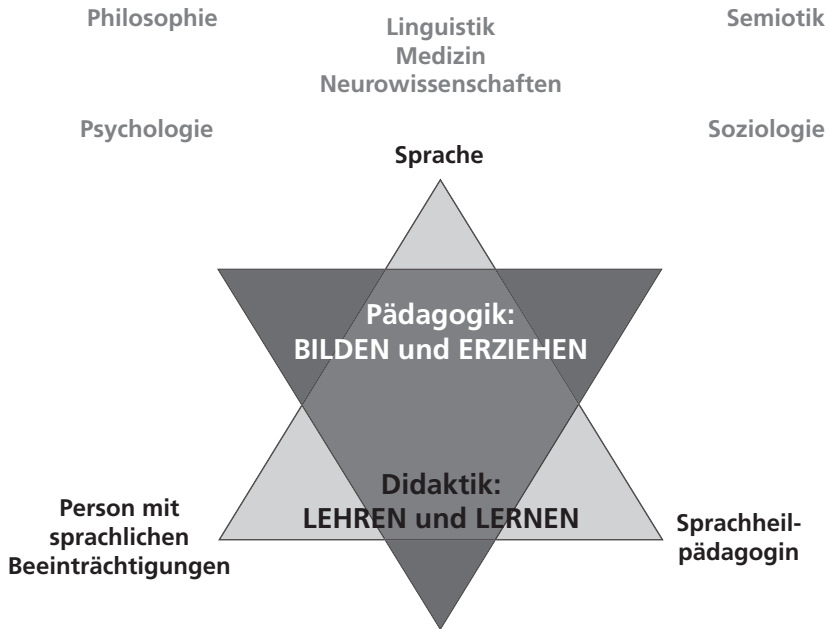 Philosophie
Linguistik
Medizin
Neurowissenschaften
Semiotik
Psychologie
Soziologie
Sprache
Pädagogik:
BILDEN und ERZIEHEN
Didaktik:
LEHREN und LERNEN
Person mit
sprachlichen
Beeinträchtigungen
Sprachheil-
pädagogin